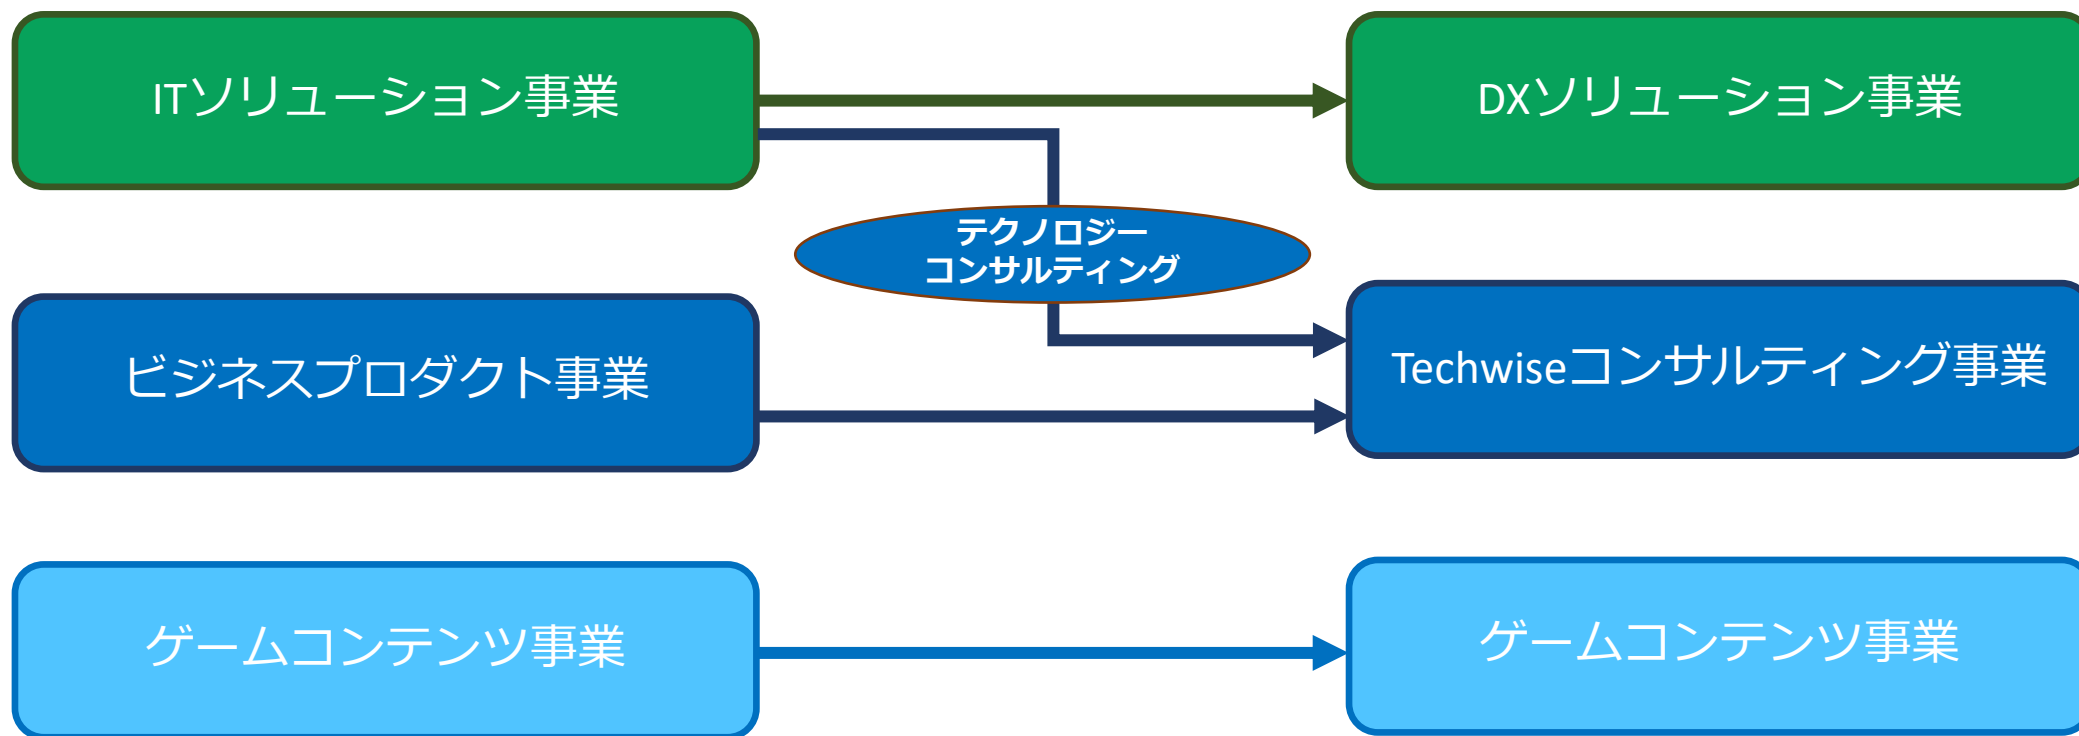 ITソリューション事業
DXソリューション事業
テクノロジー
コンサルティング
ビジネスプロダクト事業
Techwiseコンサルティング事業
ゲームコンテンツ事業
ゲームコンテンツ事業